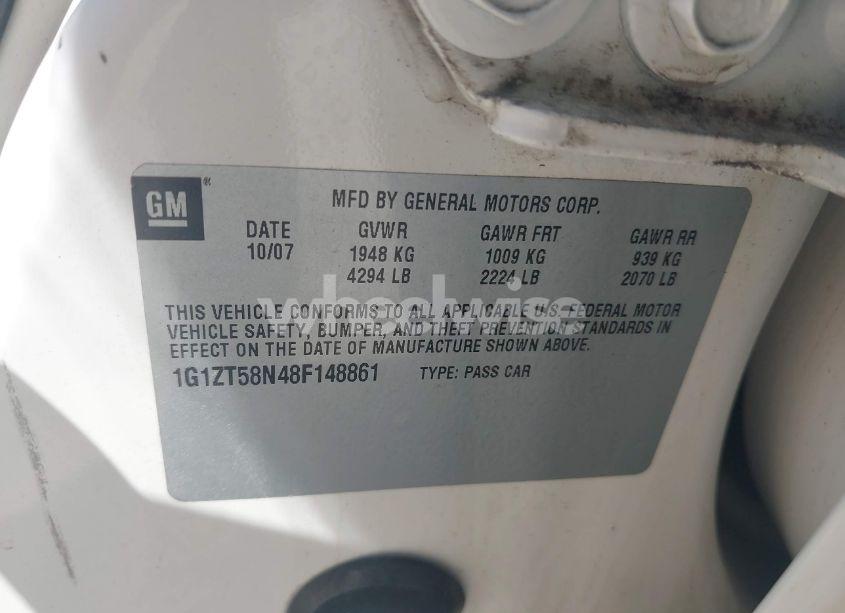 GM®
MFD BY GENERAL MOTORS CORP.
DATE GVWR GAWR FRT GAWR RR
10/07 1948 KG 1009 KG 939 KG
4294 LB 2224 LB 2070 LB
wheelwise
THIS VEHICLE CONFORMS TO ALL APPLICABLE U.S. FEDERAL MOTOR
VEHICLE SAFETY, BUMPER, AND THEFT PREVENTION STANDARDS IN
EFFECT ON THE DATE OF MANUFACTURE SHOWN ABOVE.
1G1ZT58N48F148861 TYPE: PASS CAR